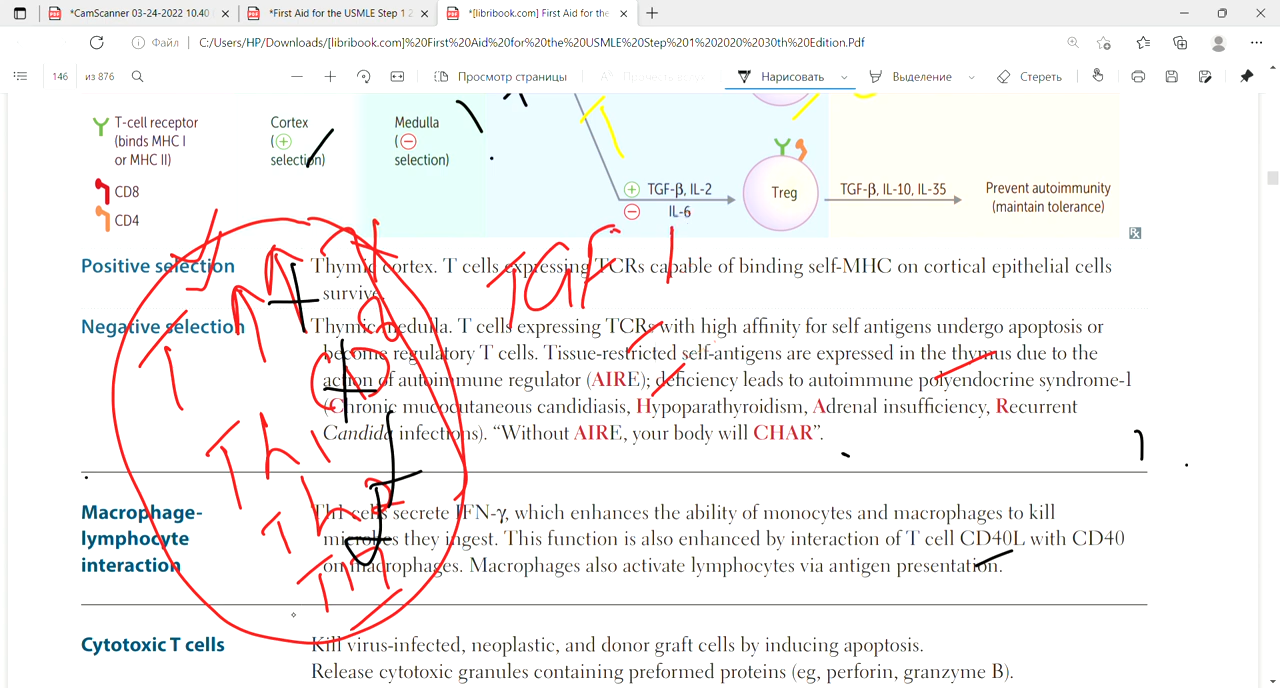 *CamScanner 03-24-2022 10.40
*First Aid for the USMLE Step 1 2
*[libribook.com] First Aid for the
Файл
C:/Users/HP/Downloads/[libribook.com]%20First%20Aid%20for%20the%20USMLE%20Step%201%202020%2030th%20Edition.Pdf
146 из 876
Просмотр страницы
Нарисовать
Выделение
Стереть
T-cell receptor
(binds MHC I
or MHC II)
CD8
CD4
Cortex
(+
selection)
Medulla
(−
selection)
+ TGF-β, IL-2
− IL-6
Treg
TGF-β, IL-10, IL-35
Prevent autoimmunity
(maintain tolerance)
Rx
TGF
Positive selection
Thymic cortex. T cells expressing TCRs capable of binding self-MHC on cortical epithelial cells
survive.
Negative selection
Thymic medulla. T cells expressing TCRs with high affinity for self antigens undergo apoptosis or
become regulatory T cells. Tissue-restricted self-antigens are expressed in the thymus due to the
action of autoimmune regulator (AIRE); deficiency leads to autoimmune polyendocrine syndrome-1
(Chronic mucocutaneous candidiasis, Hypoparathyroidism, Adrenal insufficiency, Recurrent
Candida infections). “Without AIRE, your body will CHAR”.
Th1
Th2
Macrophage-
lymphocyte
interaction
Th1 cells secrete IFN-γ, which enhances the ability of monocytes and macrophages to kill
microbes they ingest. This function is also enhanced by interaction of T cell CD40L with CD40
on macrophages. Macrophages also activate lymphocytes via antigen presentation.
Cytotoxic T cells
Kill virus-infected, neoplastic, and donor graft cells by inducing apoptosis.
Release cytotoxic granules containing preformed proteins (eg, perforin, granzyme B).